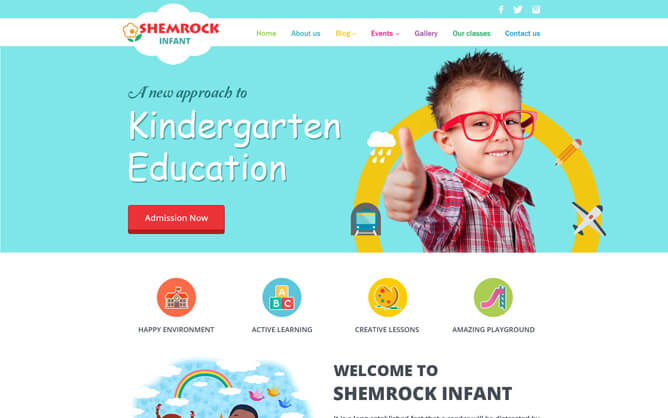 SHEMROCK
INFANT
Home About us Blog Events Gallery Our classes Contact us
A new approach to
Kindergarten
Education
Admission Now
A
B C
HAPPY ENVIRONMENT ACTIVE LEARNING CREATIVE LESSONS AMAZING PLAYGROUND
WELCOME TO
SHEMROCK INFANT